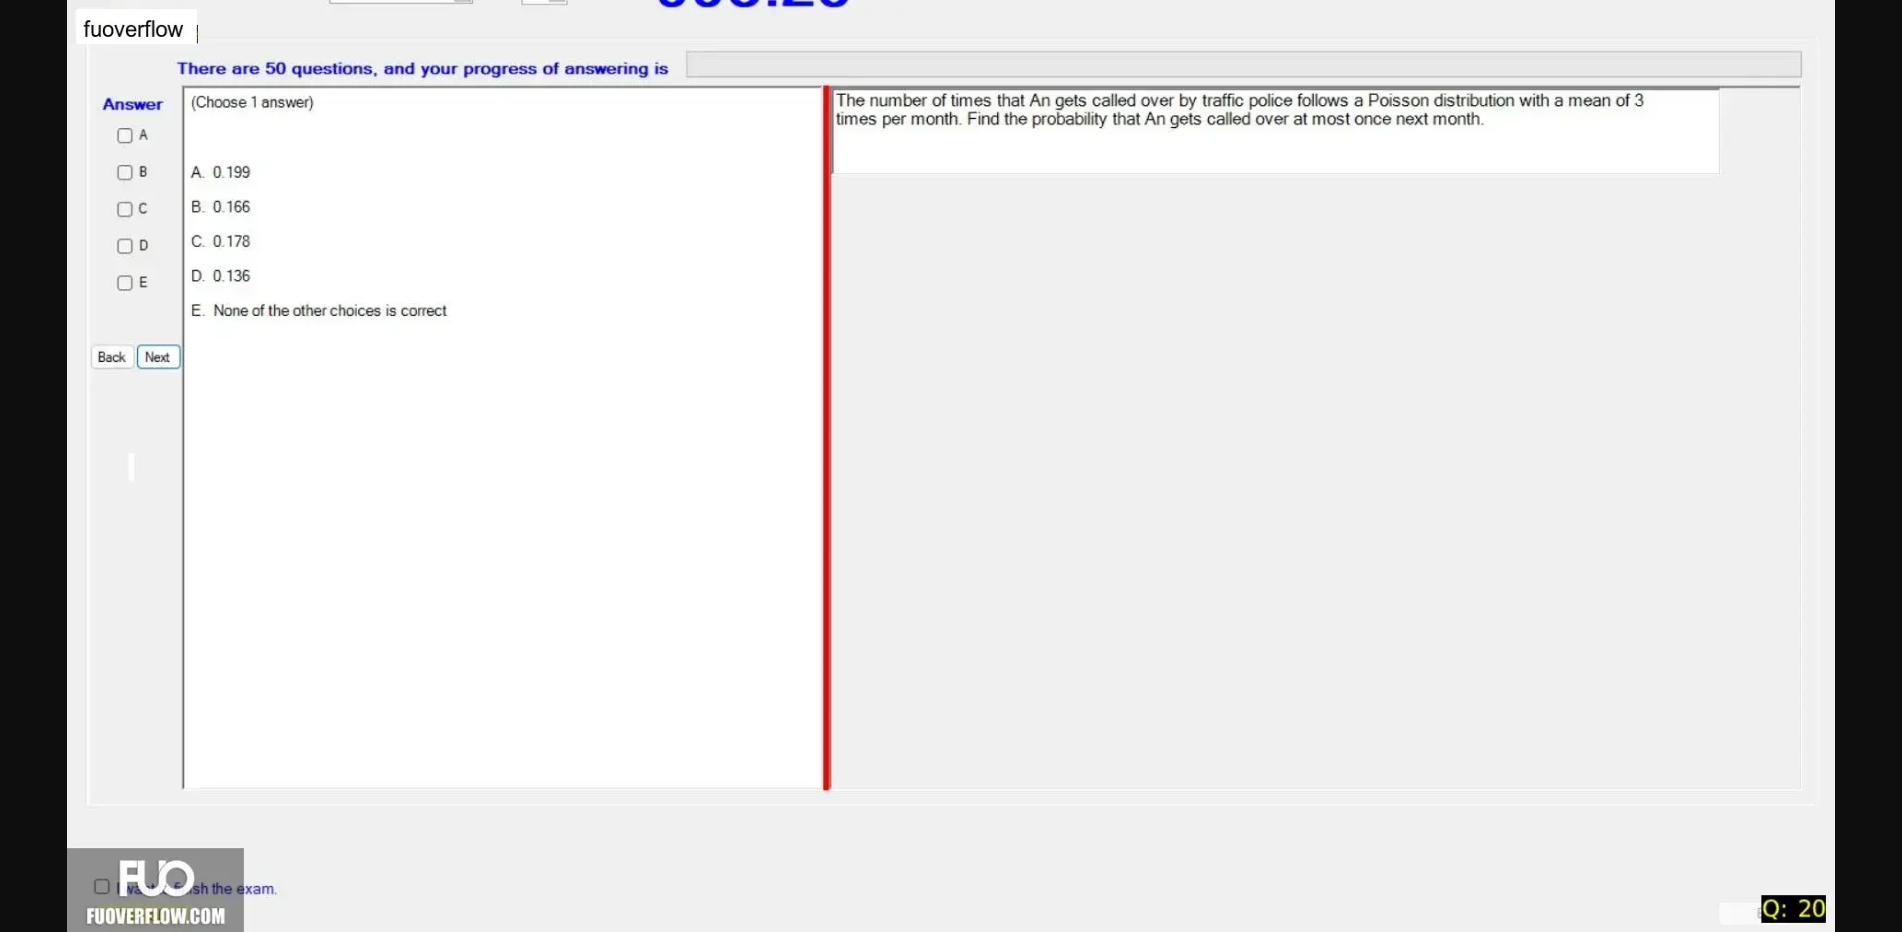 fuoverflow
There are 50 questions, and your progress of answering is
Answer
(Choose 1 answer)
The number of times that An gets called over by traffic police follows a Poisson distribution with a mean of 3
times per month. Find the probability that An gets called over at most once next month.
A
B
C
D
E
A. 0.199
B. 0.166
C. 0.178
D. 0.136
E. None of the other choices is correct
Back Next
FUO
the exam.
FUOVERFLOW.COM
Q: 20